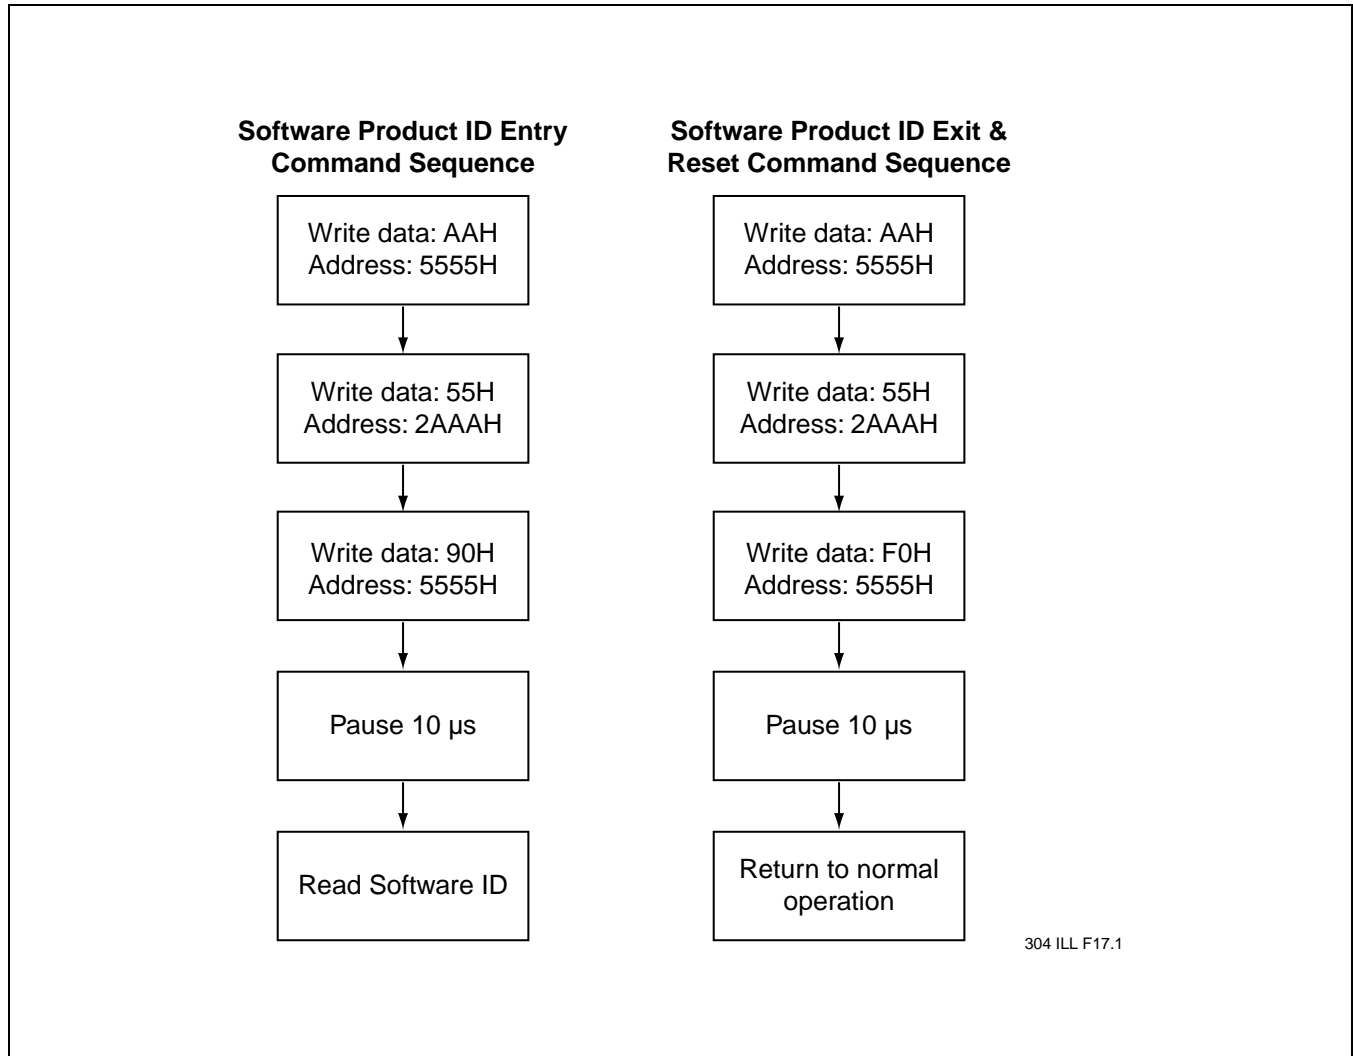 Software Product ID Entry
Command Sequence
Write data: AAH
Address: 5555H
Write data: 55H
Address: 2AAAH
Write data: 90H
Address: 5555H
Pause 10 µs
Read Software ID
Software Product ID Exit &
Reset Command Sequence
Write data: AAH
Address: 5555H
Write data: 55H
Address: 2AAAH
Write data: F0H
Address: 5555H
Pause 10 µs
Return to normal
operation
304 ILL F17.1